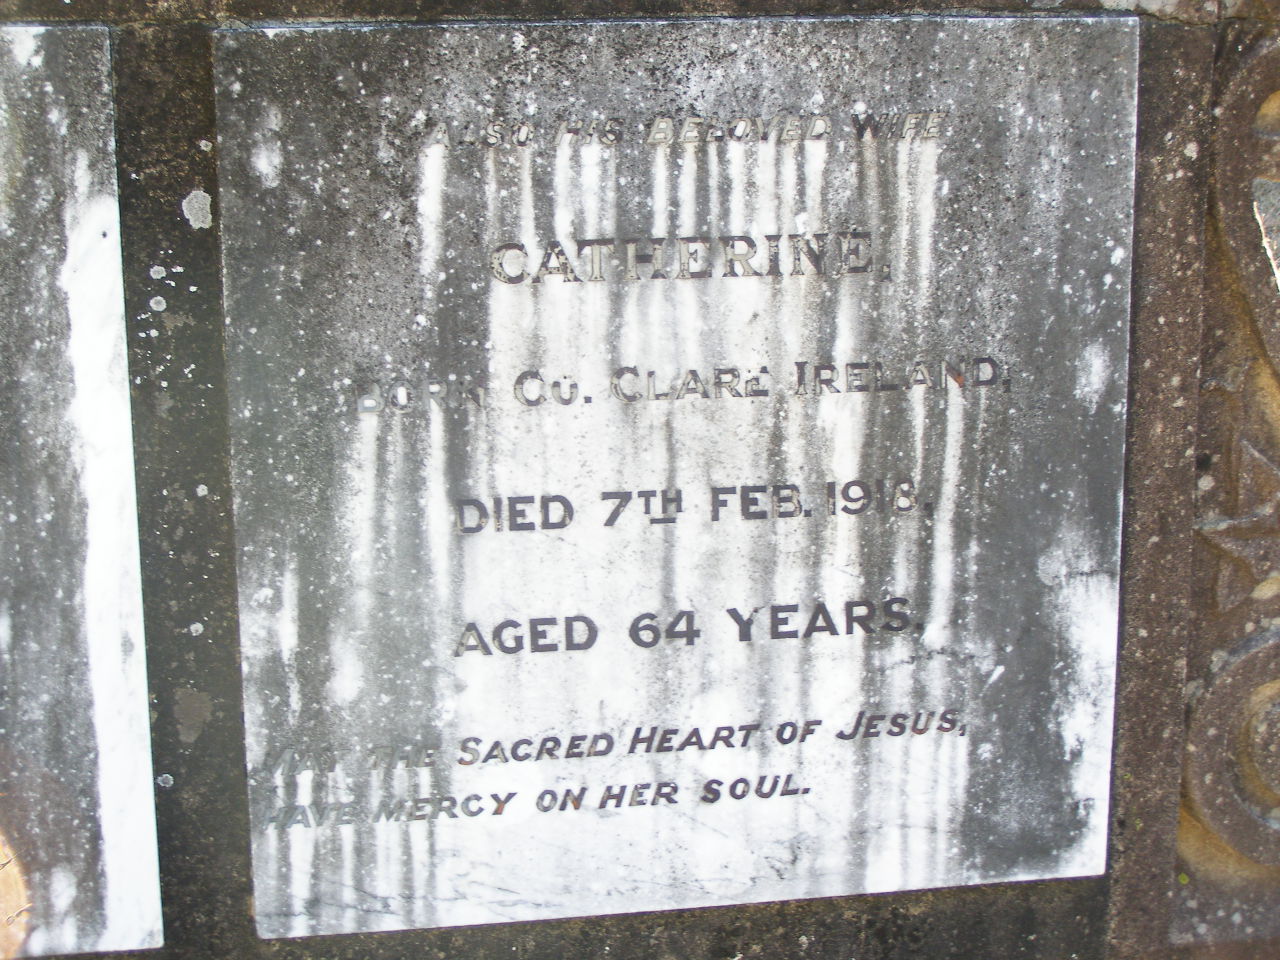 ALSO HIS BELOVED WIFE
CATHERINE.
BORN CO. CLARE IRELAND,
DIED 7TH FEB. 1918.
AGED 64 YEARS.
MAY THE SACRED HEART OF JESUS,
HAVE MERCY ON HER SOUL.